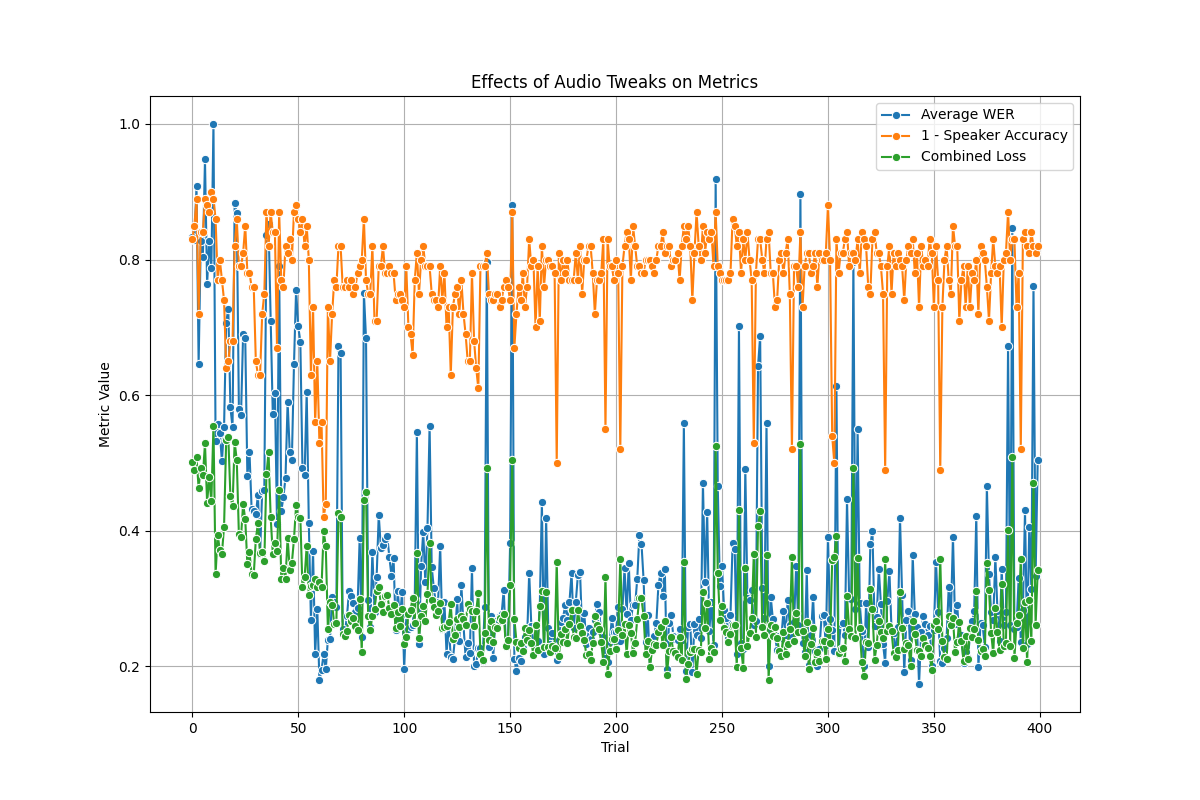 Effects of Audio Tweaks on Metrics
Average WER
1 - Speaker Accuracy
Combined Loss
Metric Value
1.0
0.8
0.6
0.4
0.2
0 50 100 150 200 250 300 350 400
Trial